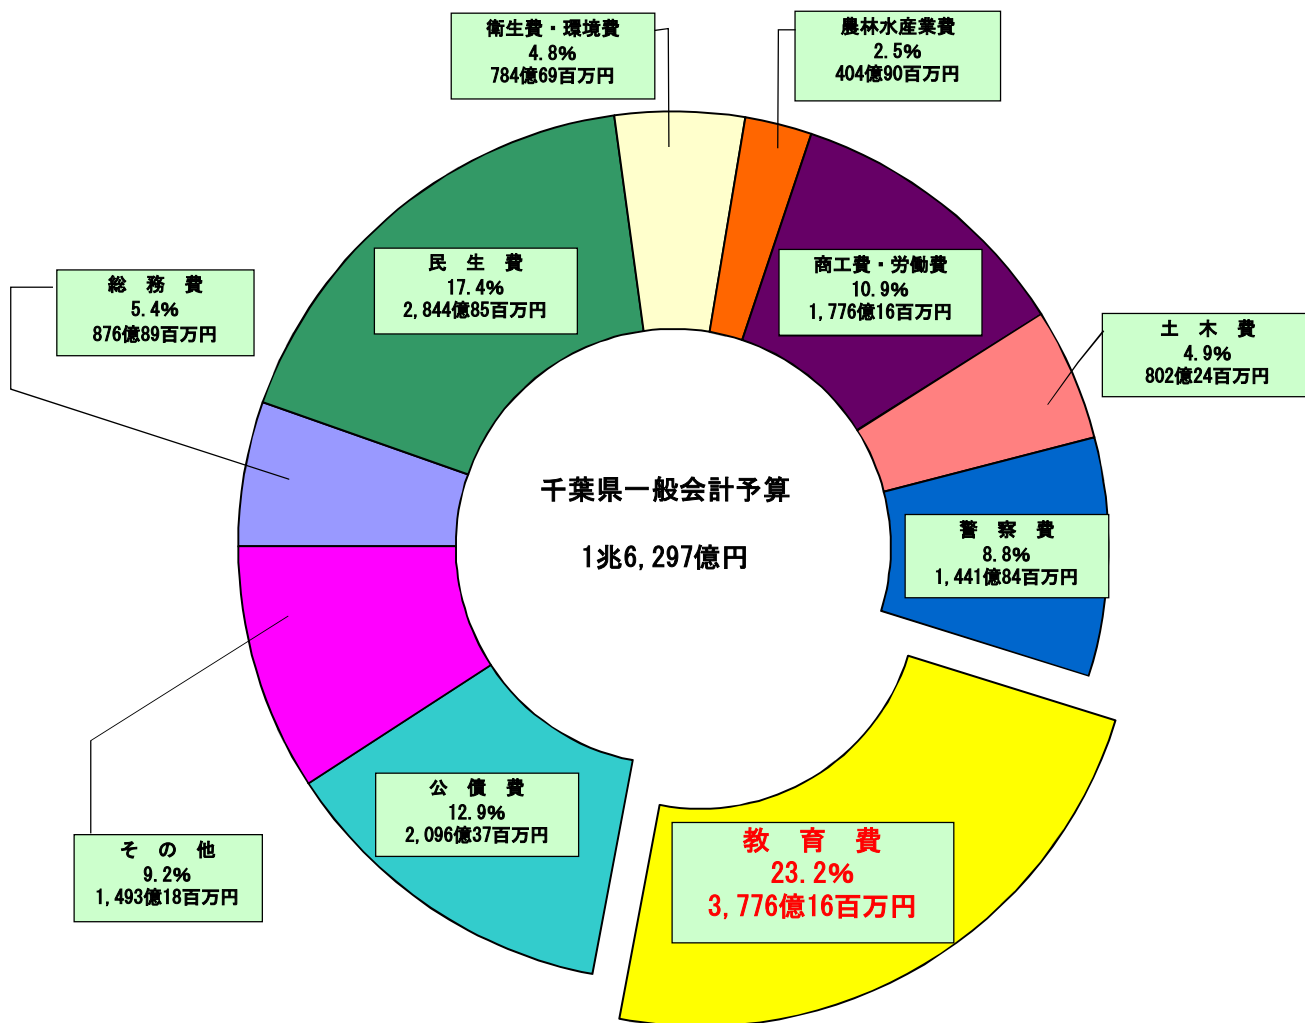 衛生費・環境費
4.8%
784億69百万円
農林水産業費
2.5%
404億90百万円
民　生　費
17.4%
2,844億85百万円
商工費・労働費
10.9%
1,776億16百万円
総　務　費
5.4%
876億89百万円
土　木　費
4.9%
802億24百万円
千葉県一般会計予算
1兆6,297億円
警　察　費
8.8%
1,441億84百万円
公　債　費
12.9%
2,096億37百万円
教　育　費
23.2%
3,776億16百万円
そ　の　他
9.2%
1,493億18百万円